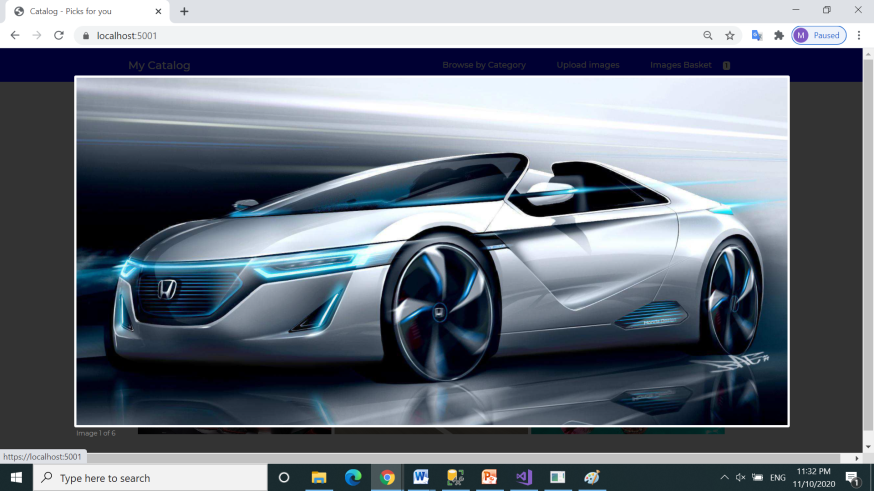 Catalog - Picks for you
localhost:5001
M Paused
My Catalog
Browse by Category
Upload images
Images Basket
Image 1 of 6
https://localhost:5001
Type here to search
ENG
11:32 PM
11/10/2020